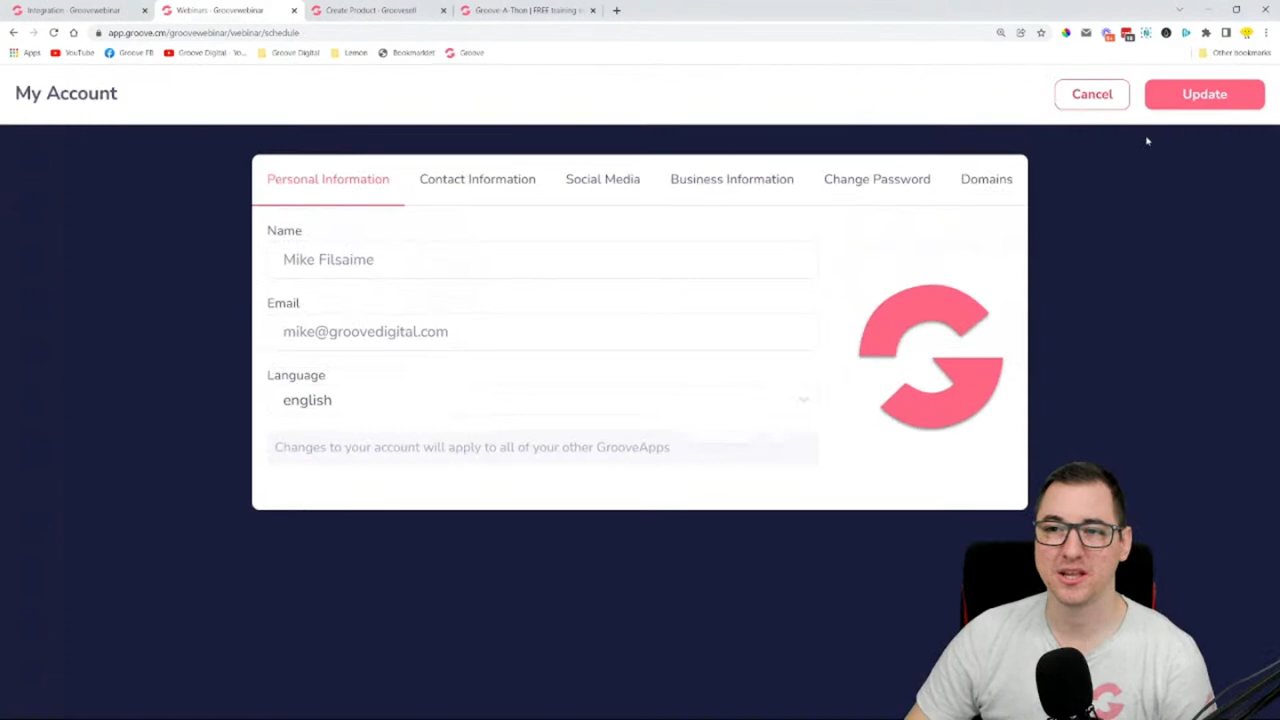 Integration - Groovewebinar
Webinars - Groovewebinar
Create Product - Groovesell
Groove-A-Thon | FREE training
app.groove.cm/groovewebinar/webinar/schedule
Apps
YouTube
Groove FB
Groove Digital - Yo...
Groove Digital
Lemon
Bookmarklet
Groove
Other bookmarks
My Account
Cancel
Update
Personal Information
Contact Information
Social Media
Business Information
Change Password
Domains
Name
Mike Filsaime
Email
mike@groovedigital.com
Language
english
Changes to your account will apply to all of your other GrooveApps